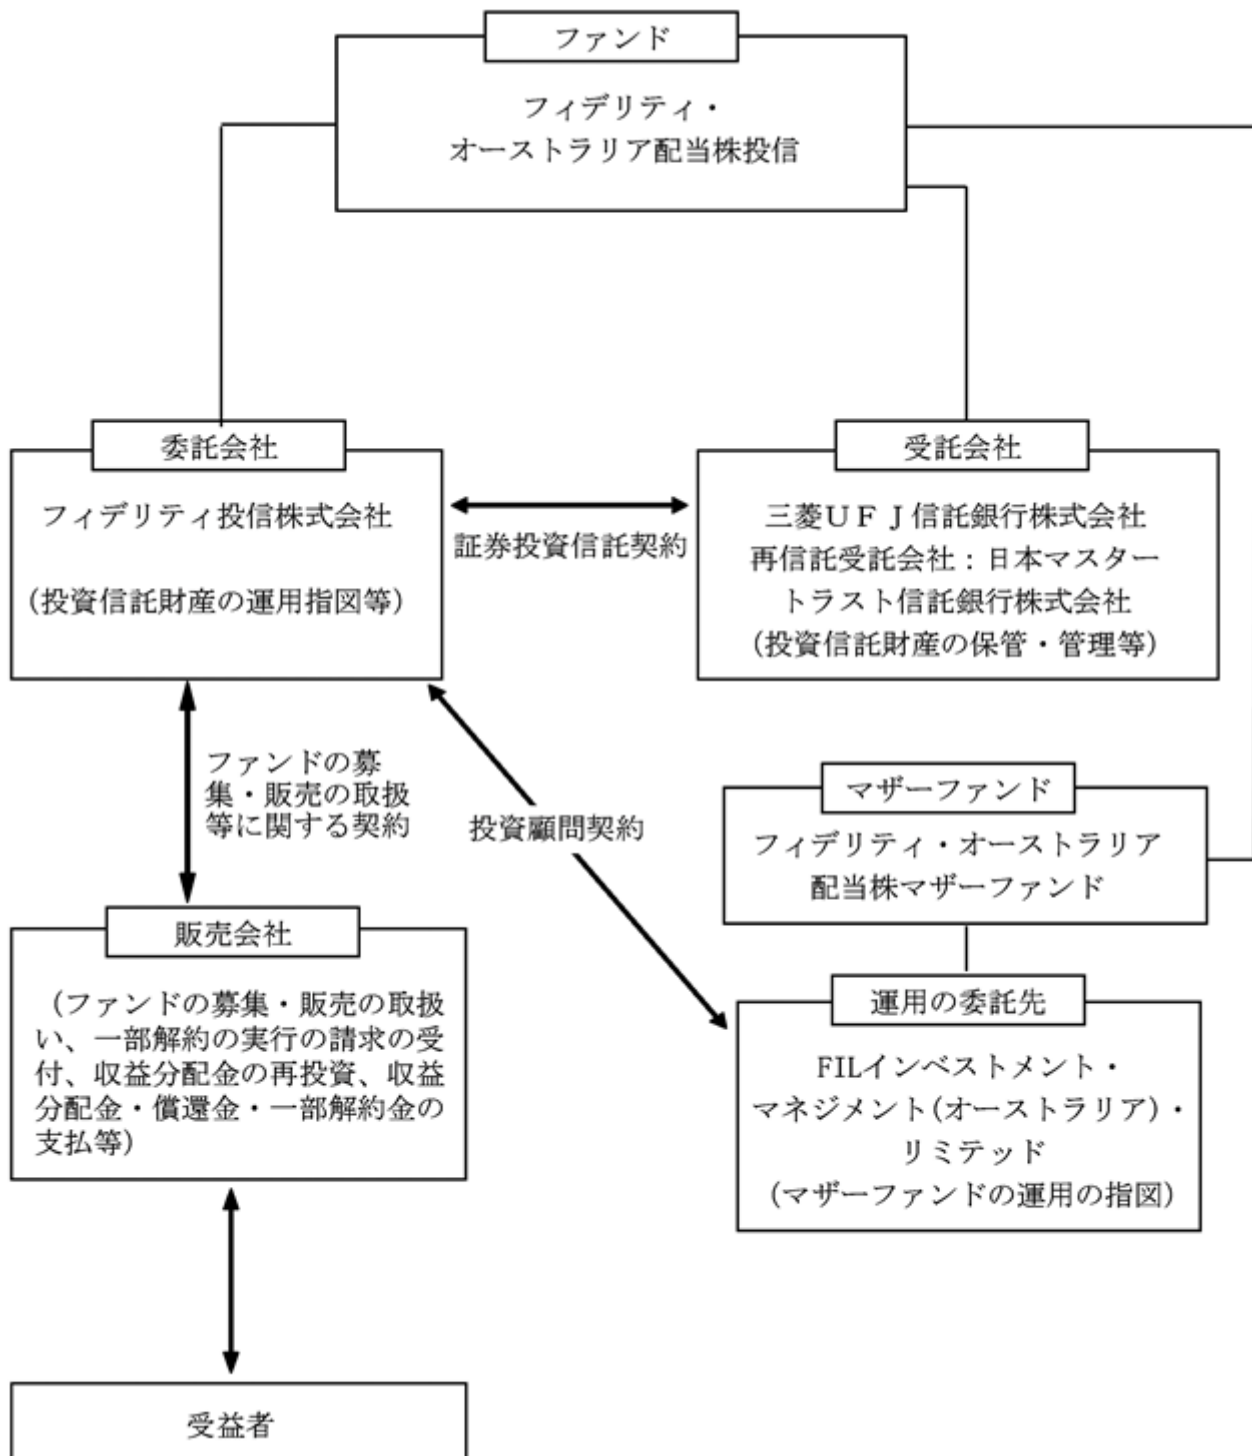 ファンド
フィデリティ・
オーストラリア配当株投信
委託会社
フィデリティ投信株式会社
(投資信託財産の運用指図等)
証券投資信託契約
受託会社
三菱ＵＦＪ信託銀行株式会社
再信託受託会社：日本マスター
トラスト信託銀行株式会社
(投資信託財産の保管・管理等)
ファンドの募
集・販売の取扱
等に関する契約
投資顧問契約
マザーファンド
フィデリティ・オーストラリア
配当株マザーファンド
販売会社
(ファンドの募集・販売の取扱
い、一部解約の実行の請求の受
付、収益分配金の再投資、収益
分配金・償還金・一部解約金の
支払等)
運用の委託先
FILインベストメント・
マネジメント(オーストラリア)・
リミテッド
(マザーファンドの運用の指図)
受益者